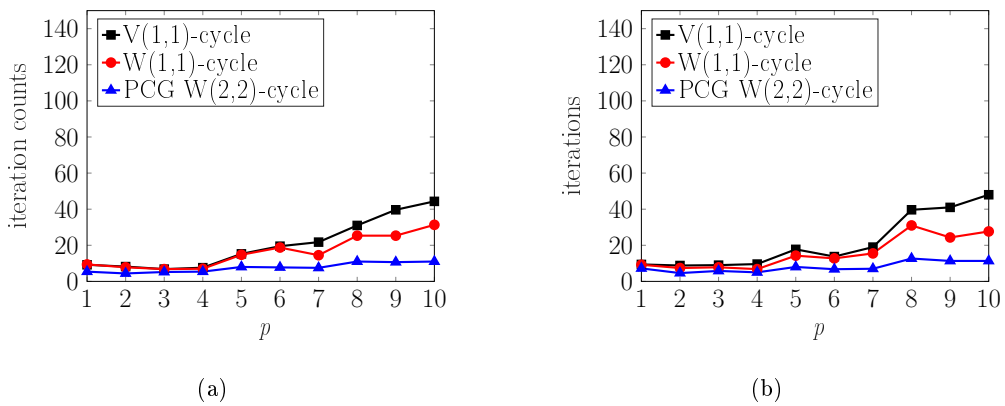 140
120
100
80
60
40
20
0
iteration counts
V(1,1)-cycle
W(1,1)-cycle
PCG W(2,2)-cycle
1 2 3 4 5 6 7 8 9 10
p
(a)
140
120
100
80
60
40
20
0
iterations
V(1,1)-cycle
W(1,1)-cycle
PCG W(2,2)-cycle
1 2 3 4 5 6 7 8 9 10
p
(b)